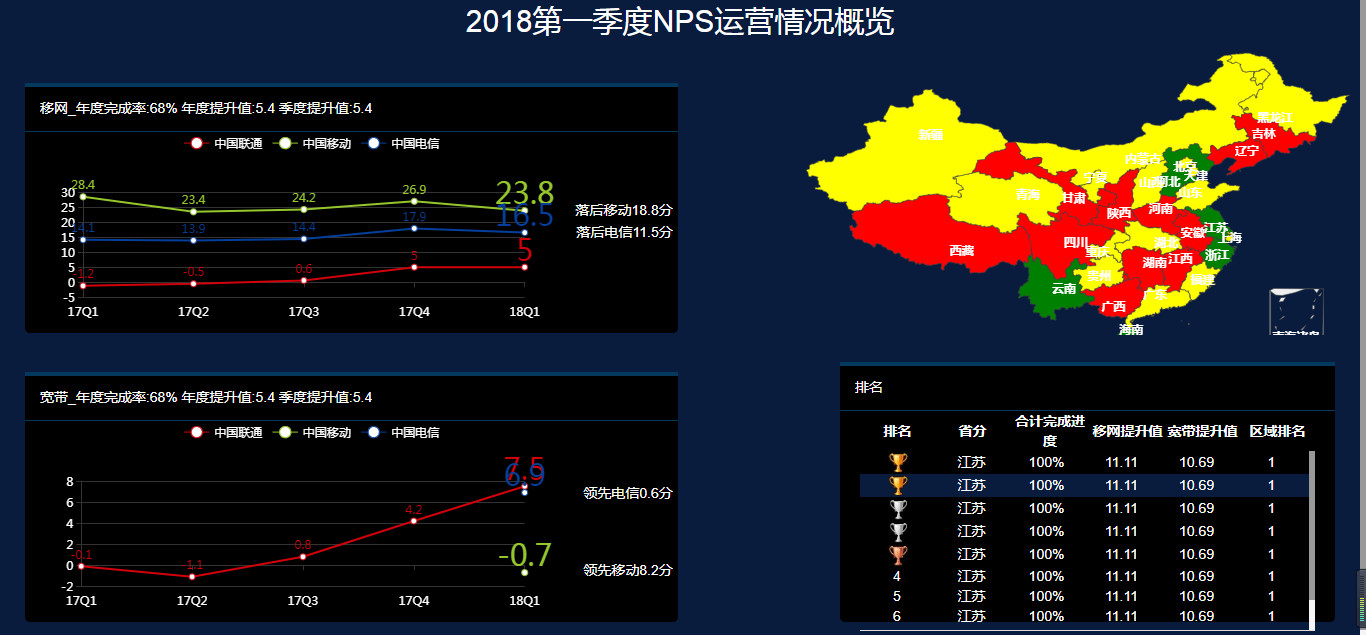 2018第一季度NPS运营情况概览
移网_年度完成率:68% 年度提升值:5.4 季度提升值:5.4
中国联通 中国移动 中国电信
30
25
20
15
10
5
0
-5
28.4 23.4 24.2 26.9 23.8
14.1 13.9 14.4 17.9 16.5
-1.2 -0.5 0.6 5 5
17Q1 17Q2 17Q3 17Q4 18Q1
落后移动18.8分
落后电信11.5分
黑龙江
吉林
辽宁
新疆
内蒙古
北京
天津
河北
山西
宁夏
山东
青海
甘肃
陕西
河南
江苏
安徽
上海
四川
重庆
湖北
西藏
浙江
湖南
江西
贵州
福建
云南
广东
广西
海南
南海诸岛
宽带_年度完成率:68% 年度提升值:5.4 季度提升值:5.4
中国联通 中国移动 中国电信
8
6
4
2
0
-2
-0.1 -1.1 0.8 4.2 7.5
6.9
-0.7
17Q1 17Q2 17Q3 17Q4 18Q1
领先电信0.6分
领先移动8.2分
排名
排名 省分 合计完成进度 移网提升值 宽带提升值 区域排名
江苏 100% 11.11 10.69 1
江苏 100% 11.11 10.69 1
江苏 100% 11.11 10.69 1
江苏 100% 11.11 10.69 1
江苏 100% 11.11 10.69 1
4 江苏 100% 11.11 10.69 1
5 江苏 100% 11.11 10.69 1
6 江苏 100% 11.11 10.69 1